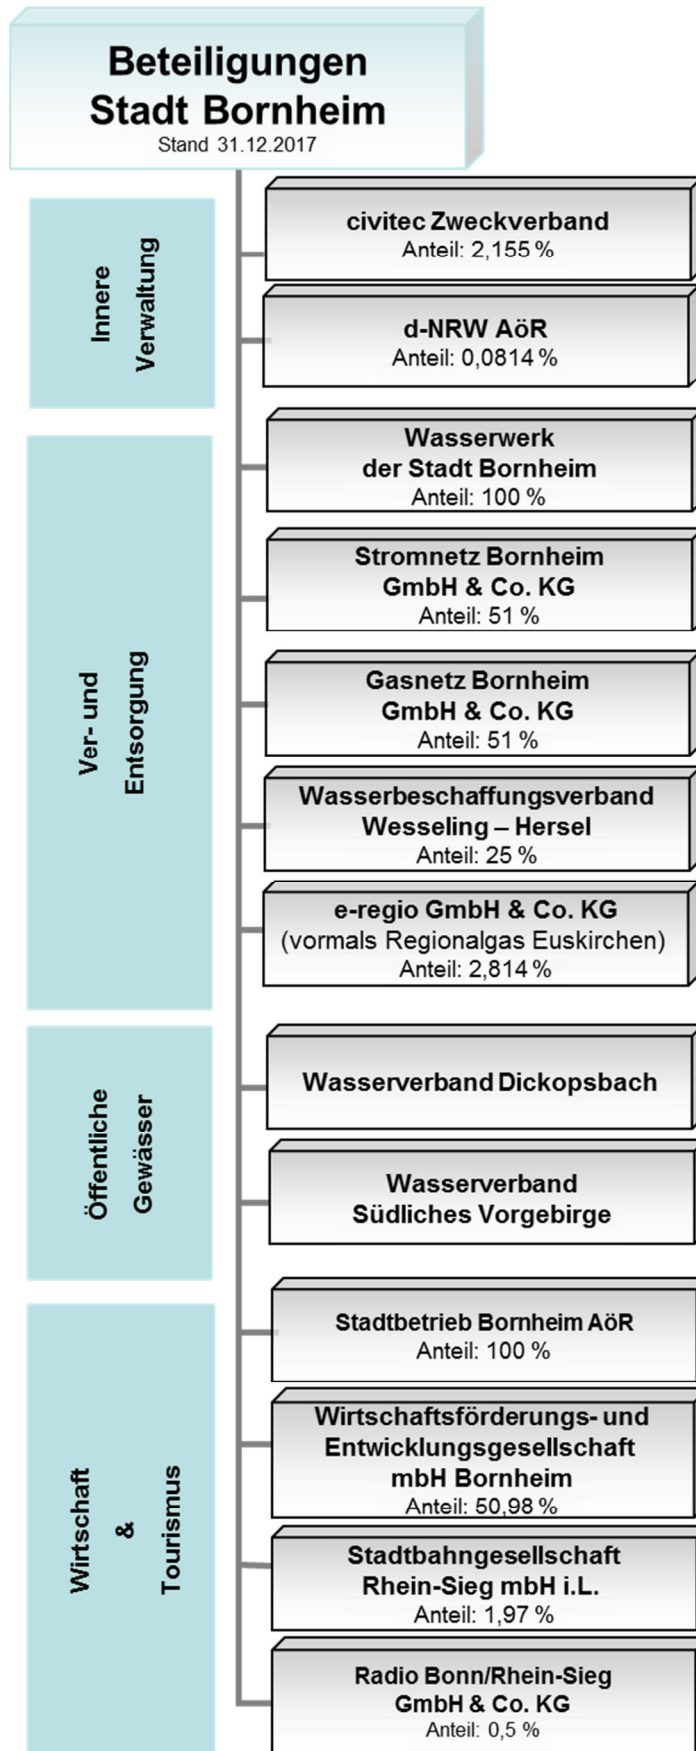 Beteiligungen
Stadt Bornheim
Stand 31.12.2017
Innere
Verwaltung
civitec Zweckverband
Anteil: 2,155 %
d-NRW AöR
Anteil: 0,0814 %
Ver- und
Entsorgung
Wasserwerk
der Stadt Bornheim
Anteil: 100 %
Stromnetz Bornheim
GmbH & Co. KG
Anteil: 51 %
Gasnetz Bornheim
GmbH & Co. KG
Anteil: 51 %
Wasserbeschaffungsverband
Wesseling – Hersel
Anteil: 25 %
e-regio GmbH & Co. KG
(vormals Regionalgas Euskirchen)
Anteil: 2,814 %
Öffentliche
Gewässer
Wasserverband Dickopsbach
Wasserverband
Südliches Vorgebirge
Wirtschaft
&
Tourismus
Stadtbetrieb Bornheim AöR
Anteil: 100 %
Wirtschaftsförderungs- und
Entwicklungsgesellschaft
mbH Bornheim
Anteil: 50,98 %
Stadtbahngesellschaft
Rhein-Sieg mbH i.L.
Anteil: 1,97 %
Radio Bonn/Rhein-Sieg
GmbH & Co. KG
Anteil: 0,5 %